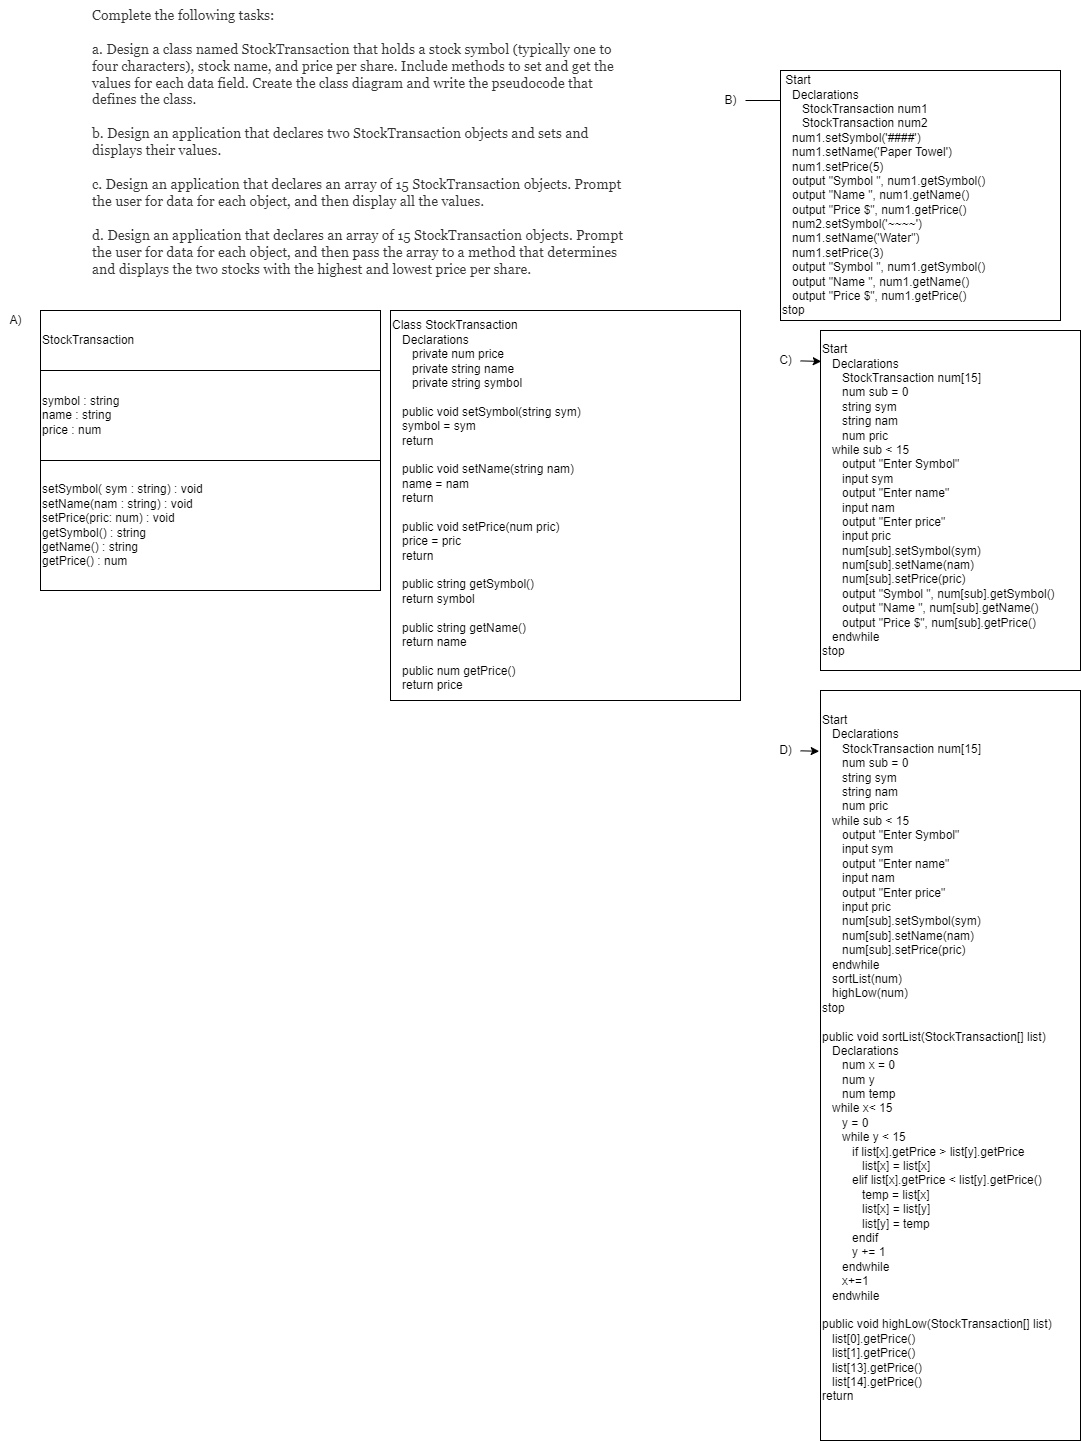 Complete the following tasks:
a. Design a class named StockTransaction that holds a stock symbol (typically one to
four characters), stock name, and price per share. Include methods to set and get the
values for each data field. Create the class diagram and write the pseudocode that
defines the class.
b. Design an application that declares two StockTransaction objects and sets and
displays their values.
c. Design an application that declares an array of 15 StockTransaction objects. Prompt
the user for data for each object, and then display all the values.
d. Design an application that declares an array of 15 StockTransaction objects. Prompt
the user for data for each object, and then pass the array to a method that determines
and displays the two stocks with the highest and lowest price per share.
A)
StockTransaction
symbol : string
name : string
price : num
setSymbol( sym : string) : void
setName(nam : string) : void
setPrice(pric: num) : void
getSymbol() : string
getName() : string
getPrice() : num
Class StockTransaction
Declarations
private num price
private string name
private string symbol
public void setSymbol(string sym)
symbol = sym
return
public void setName(string nam)
name = nam
return
public void setPrice(num pric)
price = pric
return
public string getSymbol()
return symbol
public string getName()
return name
public num getPrice()
return price
B)
Start
Declarations
StockTransaction num1
StockTransaction num2
num1.setSymbol('####')
num1.setName('Paper Towel')
num1.setPrice(5)
output "Symbol ", num1.getSymbol()
output "Name ", num1.getName()
output "Price $", num1.getPrice()
num2.setSymbol('~~~~')
num1.setName('Water")
num1.setPrice(3)
output "Symbol ", num1.getSymbol()
output "Name ", num1.getName()
output "Price $", num1.getPrice()
stop
C)
Start
Declarations
StockTransaction num[15]
num sub = 0
string sym
string nam
num pric
while sub < 15
output "Enter Symbol"
input sym
output "Enter name"
input nam
output "Enter price"
input pric
num[sub].setSymbol(sym)
num[sub].setName(nam)
num[sub].setPrice(pric)
output "Symbol ", num[sub].getSymbol()
output "Name ", num[sub].getName()
output "Price $", num[sub].getPrice()
endwhile
stop
D)
Start
Declarations
StockTransaction num[15]
num sub = 0
string sym
string nam
num pric
while sub < 15
output "Enter Symbol"
input sym
output "Enter name"
input nam
output "Enter price"
input pric
num[sub].setSymbol(sym)
num[sub].setName(nam)
num[sub].setPrice(pric)
endwhile
sortList(num)
highLow(num)
stop
public void sortList(StockTransaction[] list)
Declarations
num x = 0
num y
num temp
while x< 15
y = 0
while y < 15
if list[x].getPrice > list[y].getPrice
list[x] = list[x]
elif list[x].getPrice < list[y].getPrice()
temp = list[x]
list[x] = list[y]
list[y] = temp
endif
y += 1
endwhile
x+=1
endwhile
public void highLow(StockTransaction[] list)
list[0].getPrice()
list[1].getPrice()
list[13].getPrice()
list[14].getPrice()
return